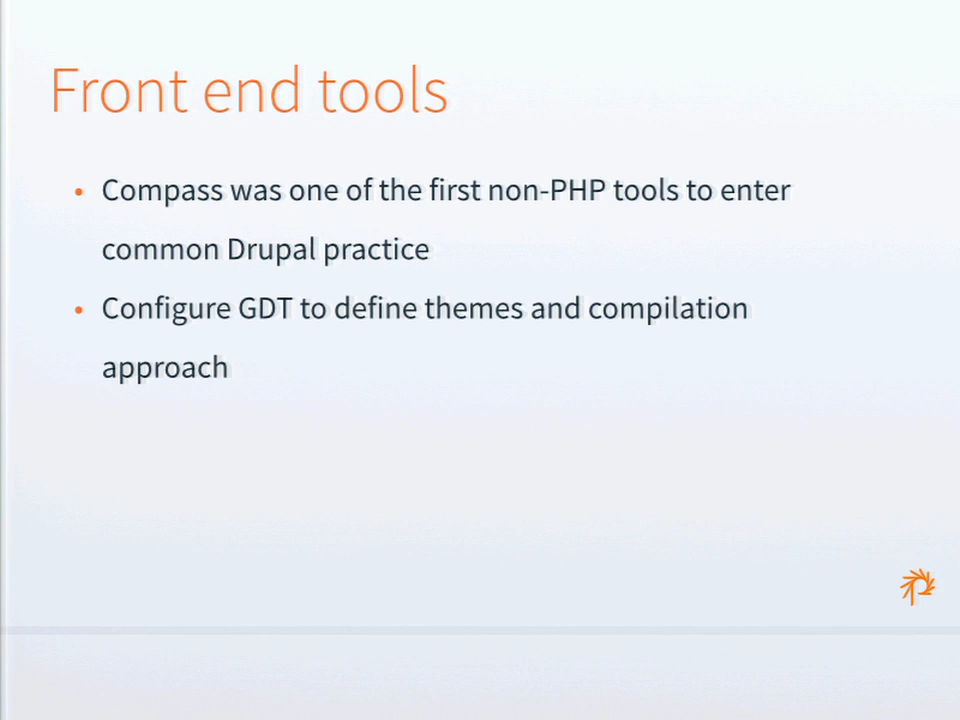 Front end tools
• Compass was one of the first non-PHP tools to enter
common Drupal practice
• Configure GDT to define themes and compilation
approach